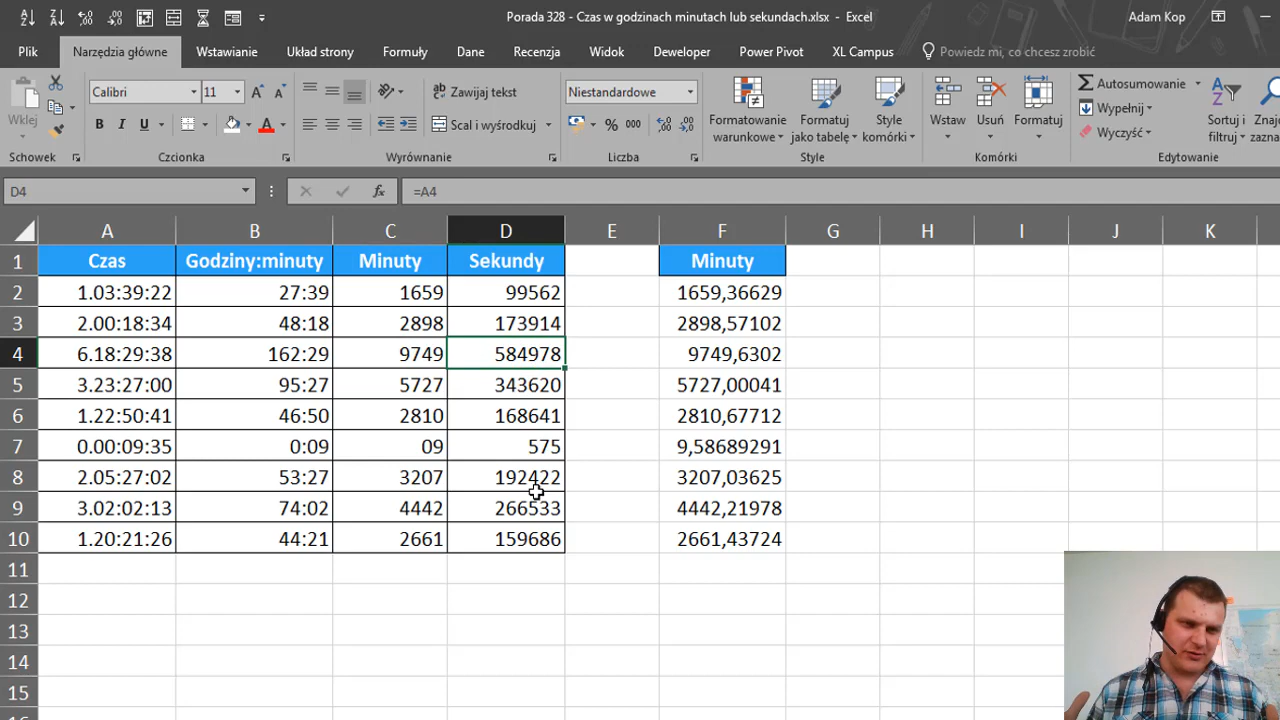 Porada 328 - Czas w godzinach minutach lub sekundach.xlsx - Excel
Adam Kop
Plik Narzędzia główne Wstawianie Układ strony Formuły Dane Recenzja Widok Deweloper Power Pivot XL Campus Powiedz mi, co chcesz zrobić
Wklej
Calibri 11
B I U
A A
Zawijaj tekst
Scal i wyśrodkuj
Niestandardowe
% 000
Formatowanie warunkowe
Formatuj jako tabelę
Style komórki
Wstaw Usuń Formatuj
Autosumowanie
Wypełnij
Wyczyść
Sortuj i filtruj
Schowek Czcionka Wyrównanie Liczba Style Komórki Edytowanie
D4 fx =A4
A B C D E F G H I J K
1 Czas Godziny:minuty Minuty Sekundy Minuty
2 1.03:39:22 27:39 1659 99562 1659,36629
3 2.00:18:34 48:18 2898 173914 2898,57102
4 6.18:29:38 162:29 9749 584978 9749,6302
5 3.23:27:00 95:27 5727 343620 5727,00041
6 1.22:50:41 46:50 2810 168641 2810,67712
7 0.00:09:35 0:09 09 575 9,58689291
8 2.05:27:02 53:27 3207 192422 3207,03625
9 3.02:02:13 74:02 4442 266533 4442,21978
10 1.20:21:26 44:21 2661 159686 2661,43724
11
12
13
14
15